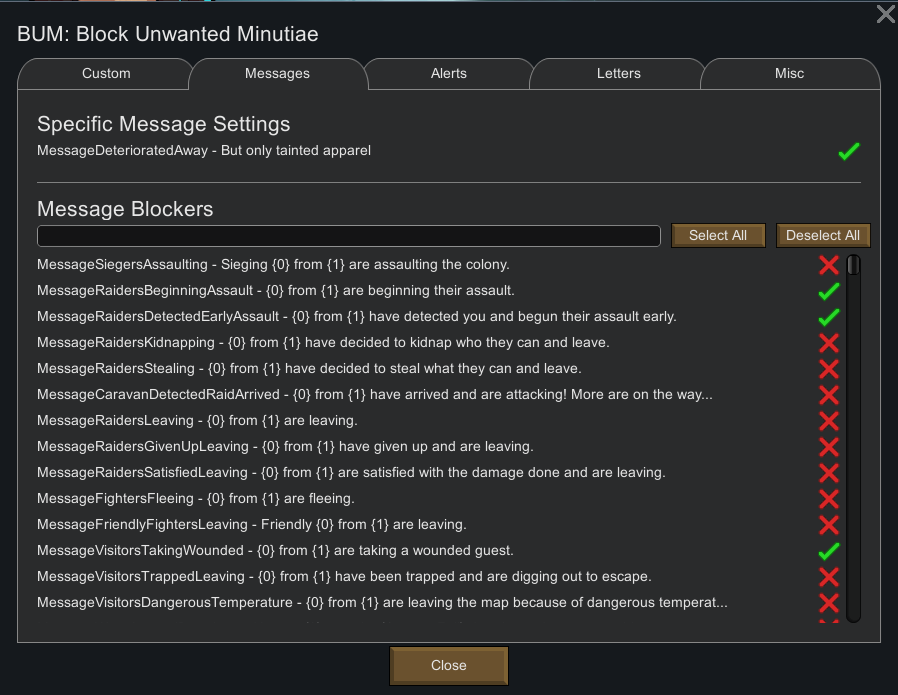 BUM: Block Unwanted Minutiae
Custom
Messages
Alerts
Letters
Misc
Specific Message Settings
MessageDeterioratedAway - But only tainted apparel
Message Blockers
Select All
Deselect All
MessageSiegersAssaulting - Sieging {0} from {1} are assaulting the colony.
MessageRaidersBeginningAssault - {0} from {1} are beginning their assault.
MessageRaidersDetectedEarlyAssault - {0} from {1} have detected you and begun their assault early.
MessageRaidersKidnapping - {0} from {1} have decided to kidnap who they can and leave.
MessageRaidersStealing - {0} from {1} have decided to steal what they can and leave.
MessageCaravanDetectedRaidArrived - {0} from {1} have arrived and are attacking! More are on the way...
MessageRaidersLeaving - {0} from {1} are leaving.
MessageRaidersGivenUpLeaving - {0} from {1} have given up and are leaving.
MessageRaidersSatisfiedLeaving - {0} from {1} are satisfied with the damage done and are leaving.
MessageFightersFleeing - {0} from {1} are fleeing.
MessageFriendlyFightersLeaving - Friendly {0} from {1} are leaving.
MessageVisitorsTakingWounded - {0} from {1} are taking a wounded guest.
MessageVisitorsTrappedLeaving - {0} from {1} have been trapped and are digging out to escape.
MessageVisitorsDangerousTemperature - {0} from {1} are leaving the map because of dangerous temperat...
Close